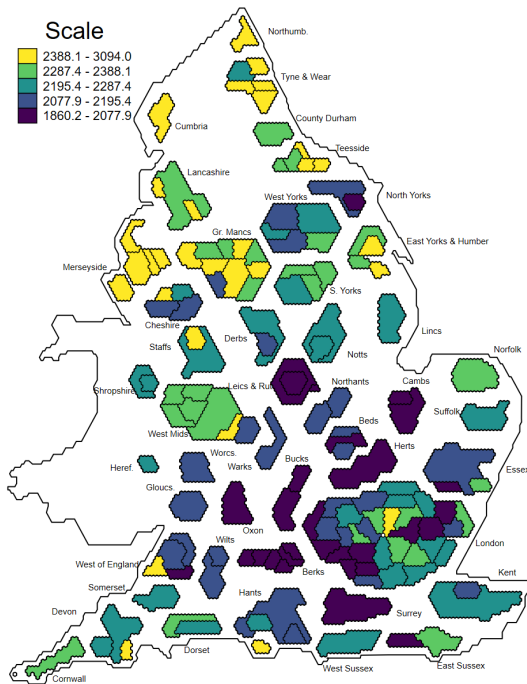 Scale
2388.1 - 3094.0
2287.4 - 2388.1
2195.4 - 2287.4
2077.9 - 2195.4
1860.2 - 2077.9
Northumb.
Tyne & Wear
Cumbria
County Durham
Teesside
Lancashire
West Yorks
North Yorks
Gr. Mancs
East Yorks & Humber
Merseyside
S. Yorks
Cheshire
Lincs
Staffs
Derbs
Notts
Norfolk
Shropshire
Leics & Rut
Northants
Cambs
Suffolk
West Mids
Beds
Herts
Worcs.
Heref.
Warks
Bucks
Essex
Gloucs
Oxon
London
Wilts
West of England
Berks
Kent
Somerset
Hants
Devon
Surrey
Dorset
West Sussex
East Sussex
Cornwall